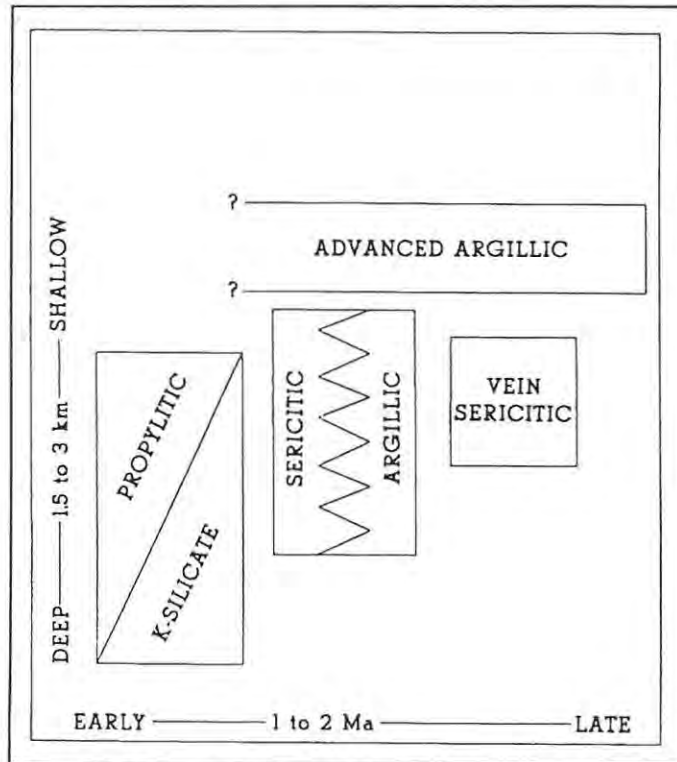 ?
ADVANCED ARGILLIC
?
SHALLOW
1.5 to 3 km
DEEP
PROPYLITIC
K-SILICATE
SERICITIC
ARGILLIC
VEIN
SERICITIC
EARLY 1 to 2 Ma LATE